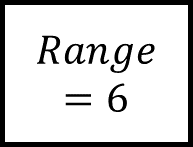 Range
= 6